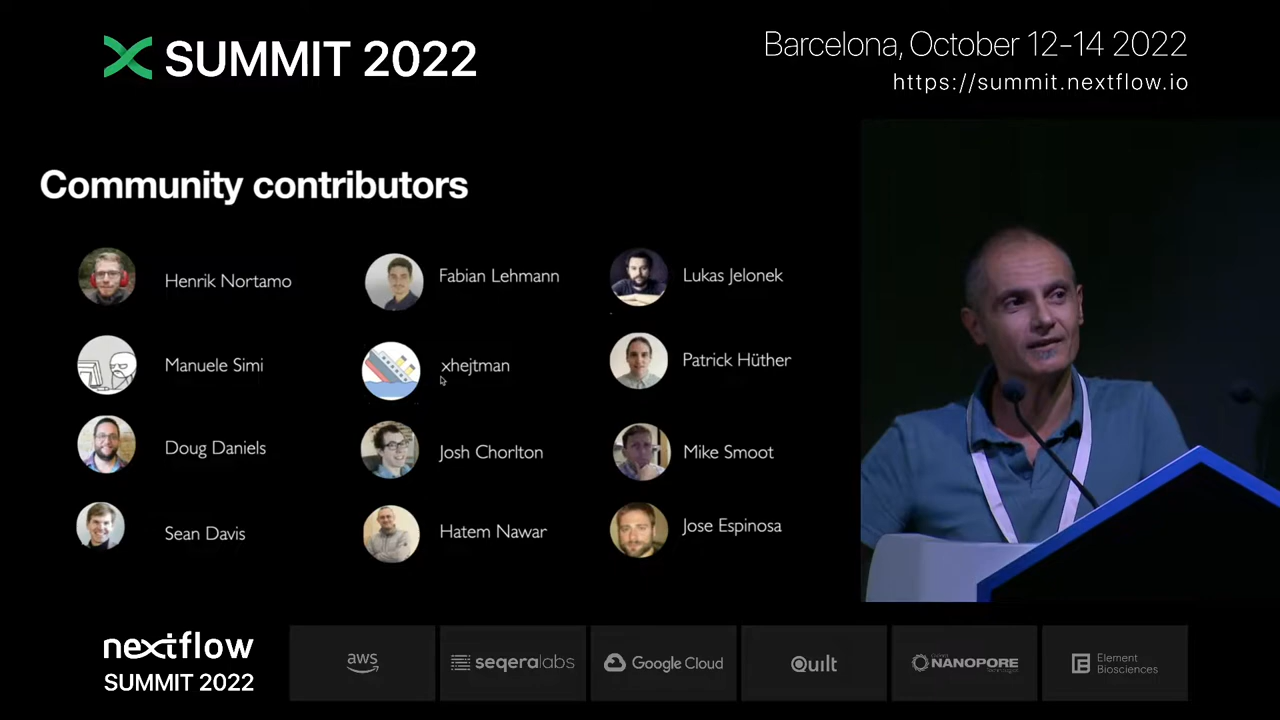 SUMMIT 2022
Barcelona, October 12-14 2022
https://summit.nextflow.io
Community contributors
Henrik Nortamo
Fabian Lehmann
Lukas Jelonek
Manuele Simi
xhejtman
Patrick Hüther
Doug Daniels
Josh Chorlton
Mike Smoot
Sean Davis
Hatem Nawar
Jose Espinosa
nextflow
SUMMIT 2022
aws
seqeralabs
Google Cloud
Quilt
NANOPORE
Element
Biosciences